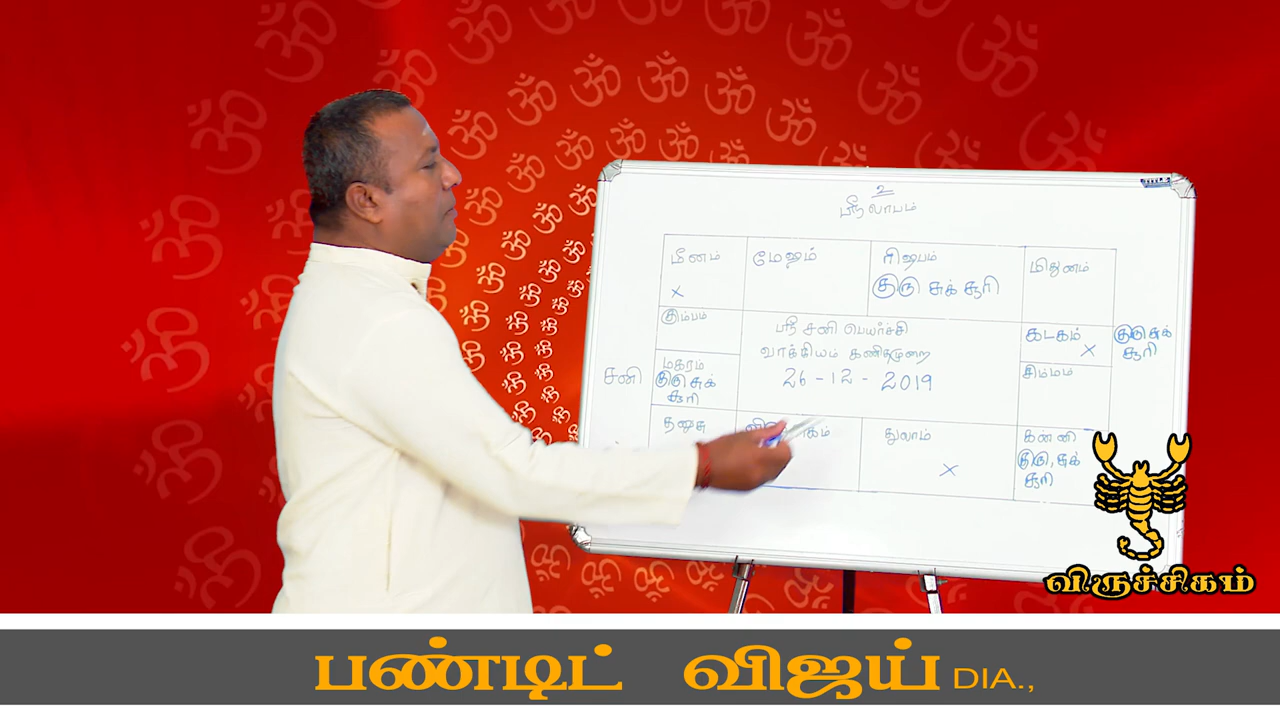 உ
ஸ்ரீ லாபம்
மீனம்
x
மேஷம்
ரிஷபம்
குரு சுக் சூரி
மிதுனம்
கும்பம்
ஸ்ரீ சனி பெயர்ச்சி
வாக்கியம் கணிதமுறை
26 - 12 - 2019
கடகம்
x
குரு சுக்
சூரி
சனி
மகரம்
குரு சுக்
சூரி
சிம்மம்
தனுசு
துலாம்
x
கன்னி
குரு, சுக்
சூரி
விருச்சிகம்
பண்டிட் விஜய் DIA.,